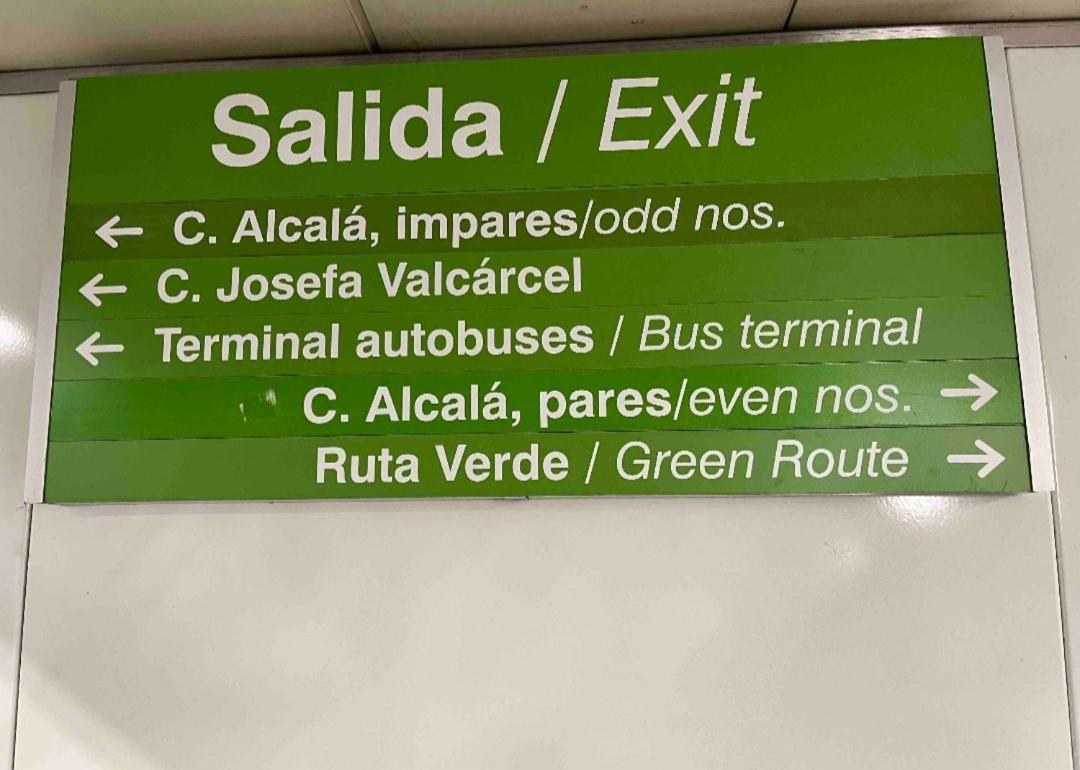 Salida / Exit
← C. Alcalá, impares/odd nos.
← C. Josefa Valcárcel
← Terminal autobuses / Bus terminal
C. Alcalá, pares/even nos. →
Ruta Verde / Green Route →